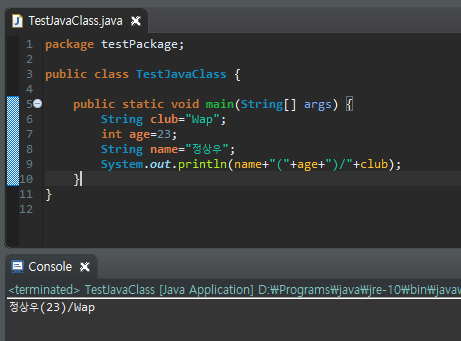 TestJavaClass.java
1 package testPackage;
2
3 public class TestJavaClass {
4
5 public static void main(String[] args) {
6 String club="Wap";
7 int age=23;
8 String name="정상우";
9 System.out.println(name+"("+age+")/"+club);
10 }
11 }
12
Console
<terminated> TestJavaClass [Java Application] D:₩Programs₩java₩jre-10₩bin₩javaw
정상우(23)/Wap